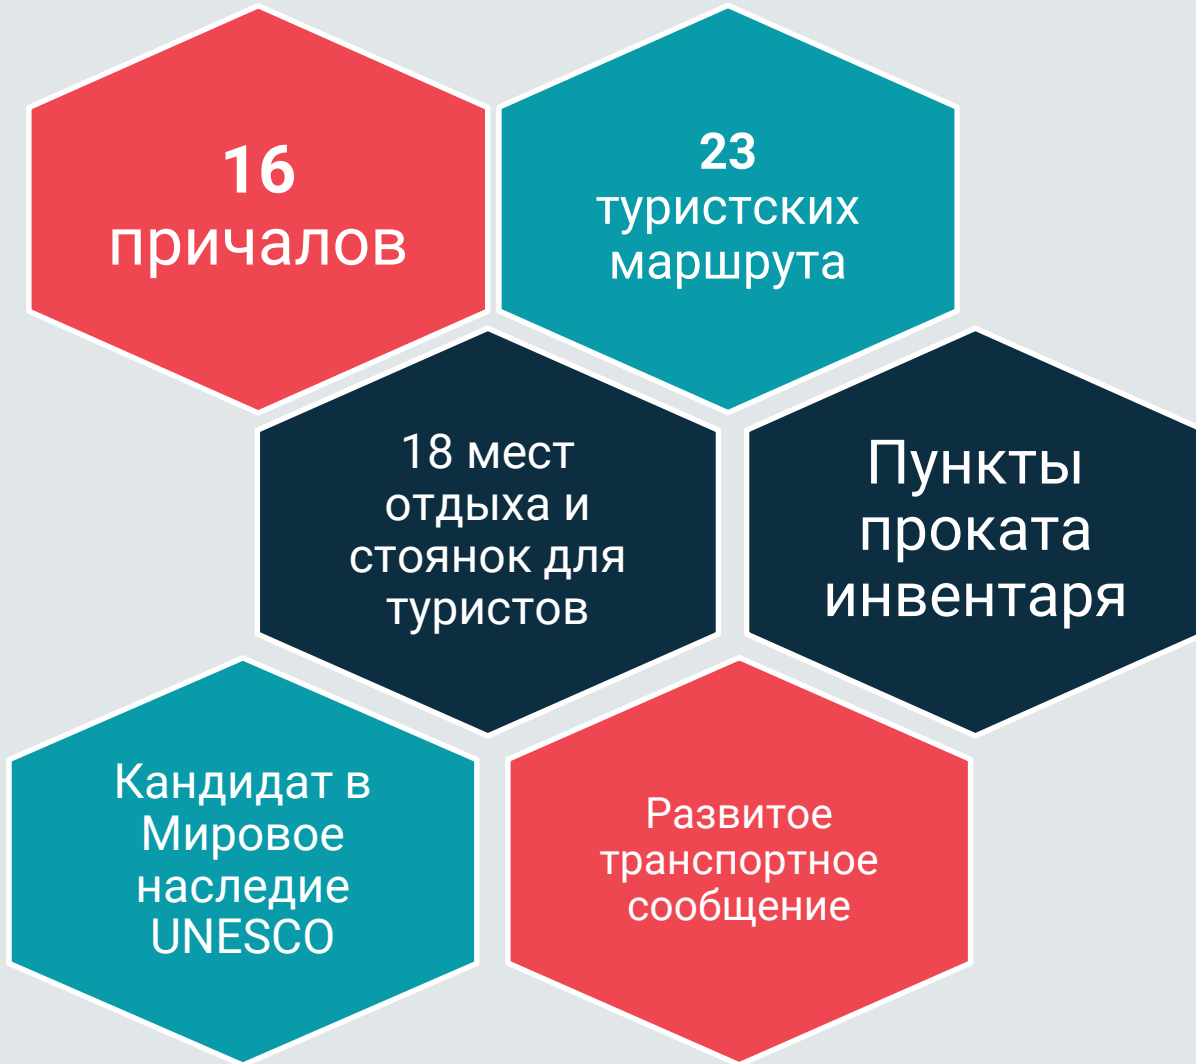 16
причалов
23
туристских
маршрута
18 мест
отдыха и
стоянок для
туристов
Пункты
проката
инвентаря
Кандидат в
Мировое
наследие
UNESCO
Развитое
транспортное
сообщение